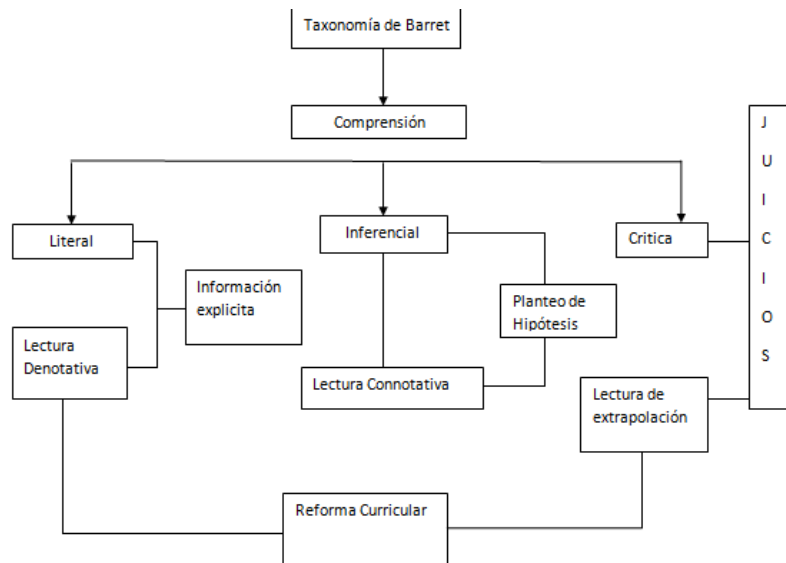 Taxonomía de Barret
Comprensión
J
U
I
C
I
O
S
Literal
Inferencial
Critica
Información
explicita
Planteo de
Hipótesis
Lectura
Denotativa
Lectura Connotativa
Lectura de
extrapolación
Reforma Curricular